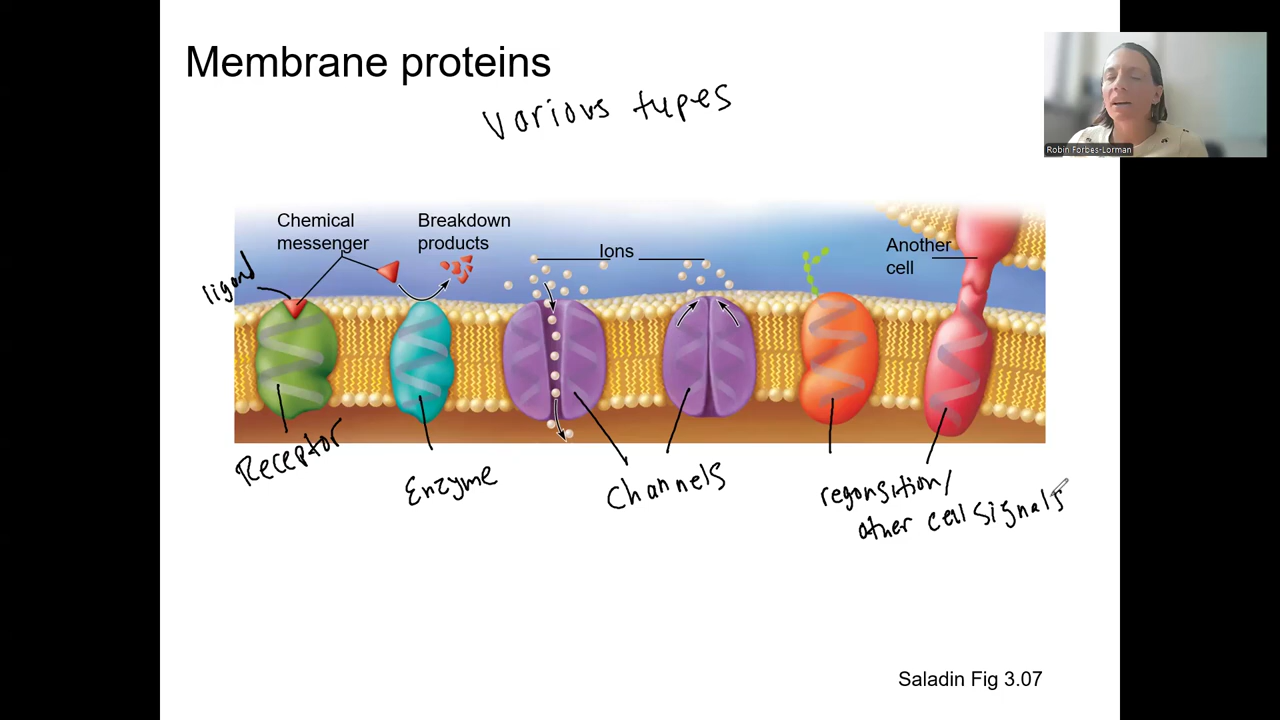 Membrane proteins
various types
Robin Forbes-Lorman
Chemical
messenger
Breakdown
products
Ions
Another
cell
ligand
Receptor
Enzyme
Channels
regonsition/
other cell signals
Saladin Fig 3.07